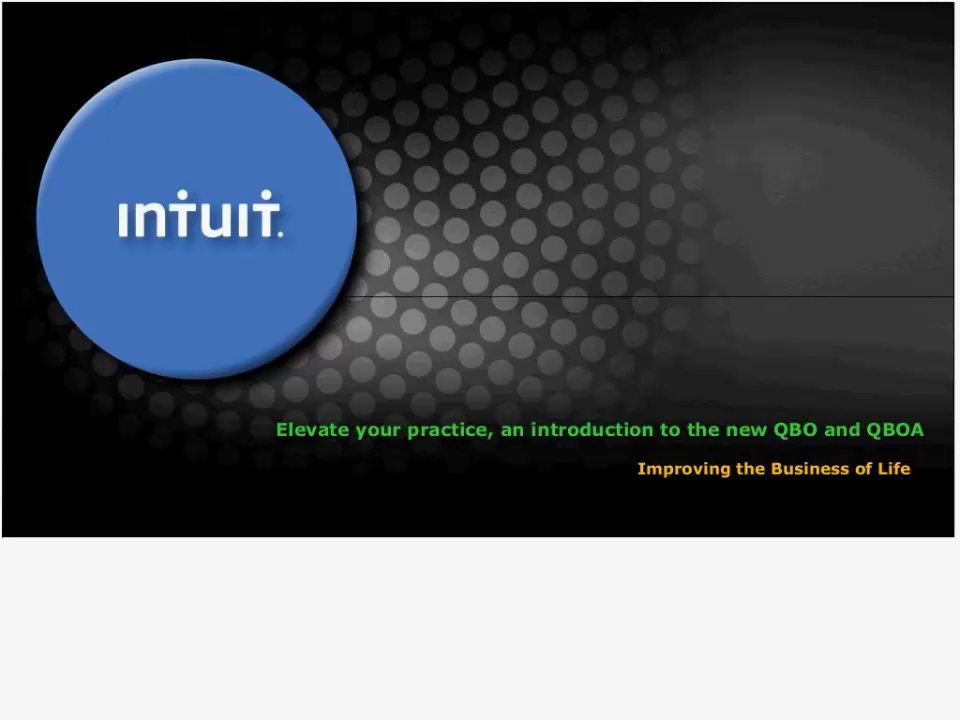 intuit.
Elevate your practice, an introduction to the new QBO and QBOA
Improving the Business of Life